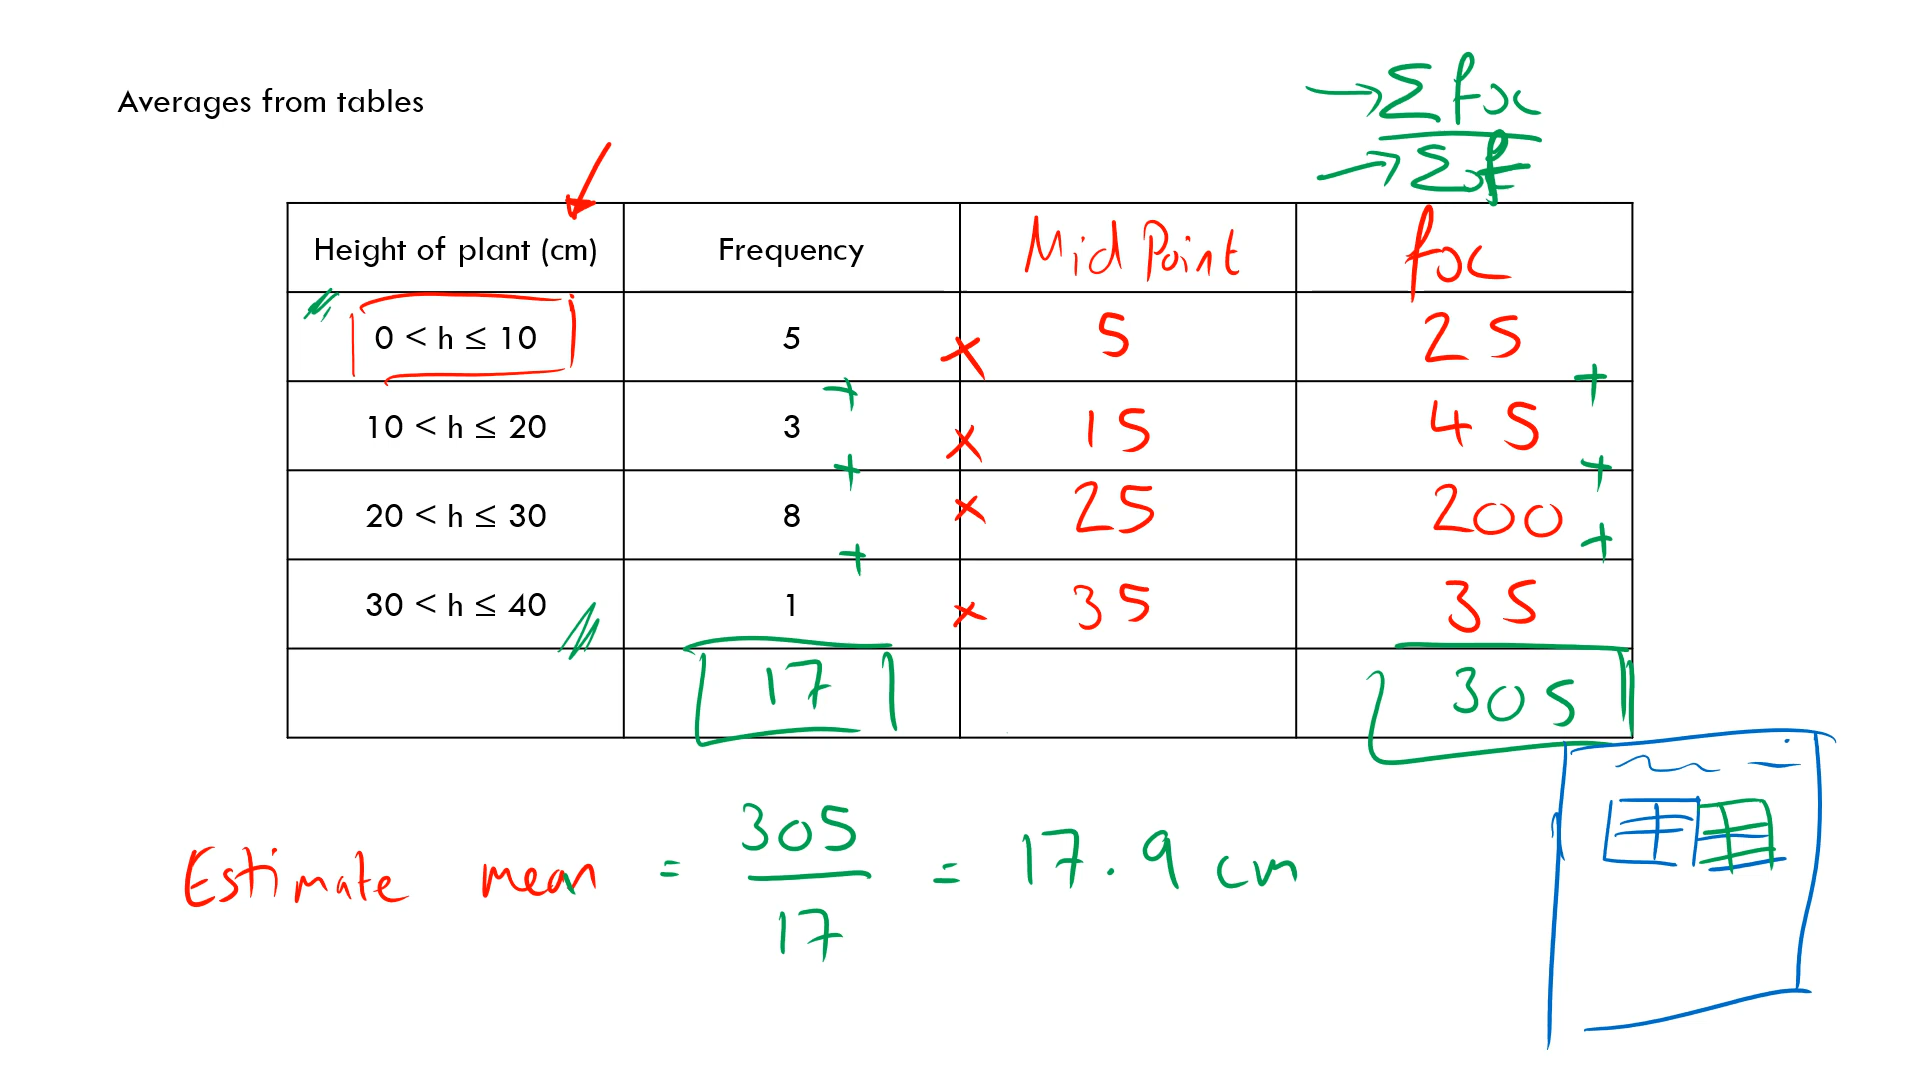 Σfx
Averages from tables
Σf
Height of plant (cm) Frequency Mid Point fx
0 < h ≤ 10 5 × 5 25
+ +
10 < h ≤ 20 3 × 15 45
+ +
20 < h ≤ 30 8 × 25 200
+ +
30 < h ≤ 40 1 × 35 35
17 305
Estimate mean = 305/17 = 17.9 cm